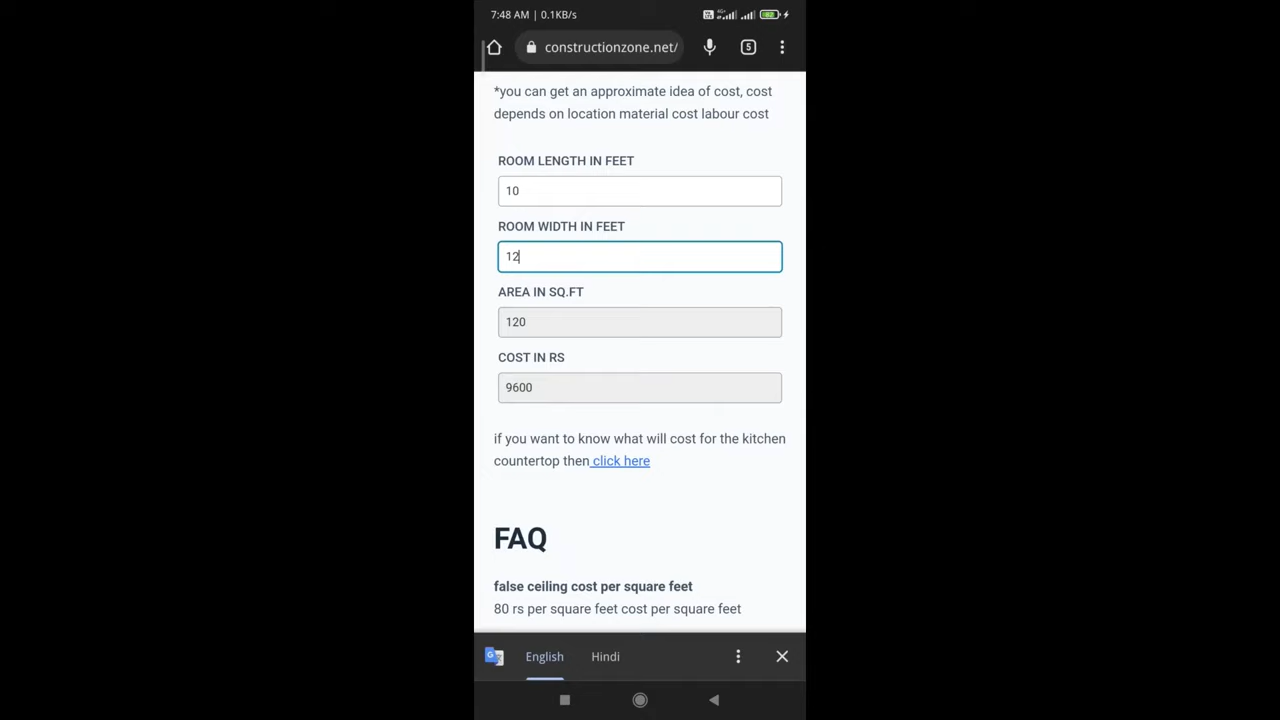 7:48 AM | 0.1KB/s
constructionzone.net/
5
*you can get an approximate idea of cost, cost
depends on location material cost labour cost
ROOM LENGTH IN FEET
10
ROOM WIDTH IN FEET
12
AREA IN SQ.FT
120
COST IN RS
9600
if you want to know what will cost for the kitchen
countertop then click here
FAQ
false ceiling cost per square feet
80 rs per square feet cost per square feet
English Hindi